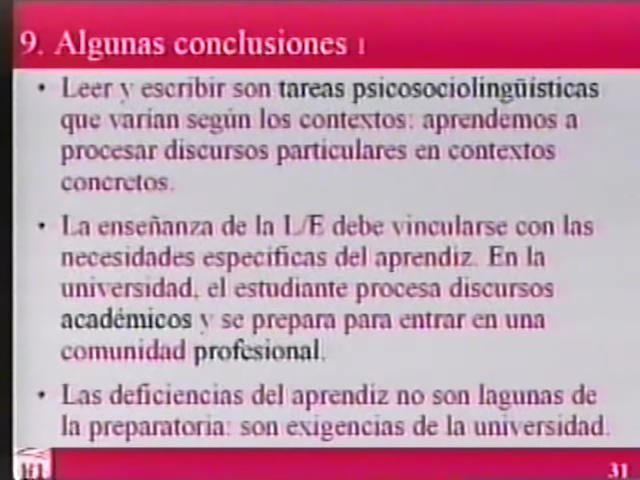 9. Algunas conclusiones 1
• Leer y escribir son tareas psicosociolingüísticas
que varían según los contextos: aprendemos a
procesar discursos particulares en contextos
concretos.
• La enseñanza de la L/E debe vincularse con las
necesidades específicas del aprendiz. En la
universidad, el estudiante procesa discursos
académicos y se prepara para entrar en una
comunidad profesional.
• Las deficiencias del aprendiz no son lagunas de
la preparatoria: son exigencias de la universidad.
31